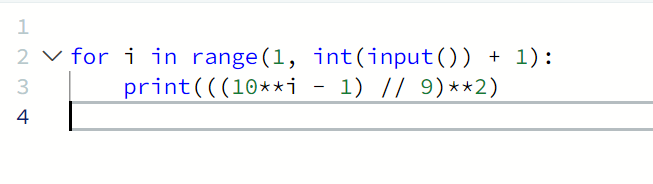 1
2 for i in range(1, int(input()) + 1):
3 print(((10**i - 1) // 9)**2)
4